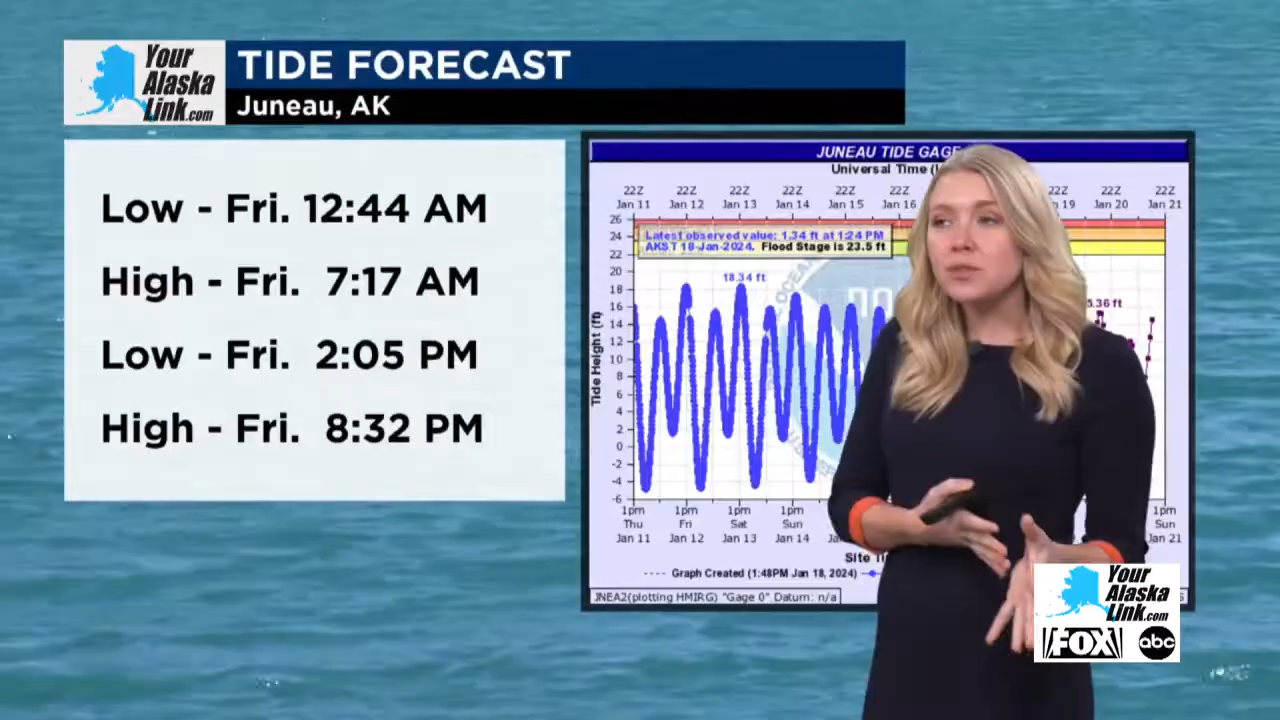 Your
Alaska
Link.com
TIDE FORECAST
Juneau, AK
Low - Fri. 12:44 AM
High - Fri. 7:17 AM
Low - Fri. 2:05 PM
High - Fri. 8:32 PM
JUNEAU TIDE GAGE
Universal Time
22Z 22Z 22Z 22Z 22Z 22Z 22Z 22Z
Jan 11 Jan 12 Jan 13 Jan 14 Jan 15 Jan 16 19 Jan 20 Jan 21
Latest observed value: 1.34 ft at 1:24 PM
AKST 18-Jan-2024. Flood Stage is 23.5 ft
18.34 ft
5.36 ft
Tide Height (ft)
26
24
22
20
18
16
14
12
10
8
6
4
2
0
-2
-4
-6
1pm 1pm 1pm 1pm 1pm
Thu Fri Sat Sun Sun
Jan 11 Jan 12 Jan 13 Jan 14 Jan 21
Site
Graph Created (1:48PM Jan 18, 2024)
JNEA2(plotting HMIRG) "Gage 0" Datum: n/a
Your
Alaska
Link.com
FOX abc